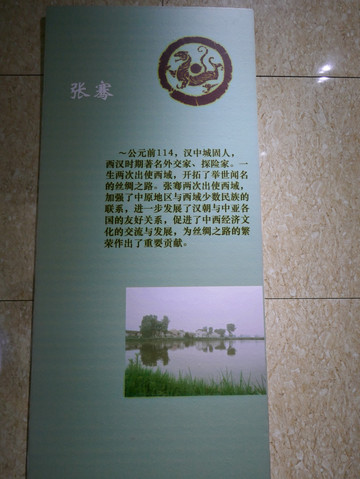 张骞
～公元前114，汉中城固人，
西汉时期著名外交家、探险家。一
生两次出使西域，开拓了举世闻名
的丝绸之路。张骞两次出使西域，
加强了中原地区与西域少数民族的
联系，进一步发展了汉朝与中亚各
国的友好关系，促进了中西经济文
化的交流与发展，为丝绸之路的繁
荣作出了重要贡献。